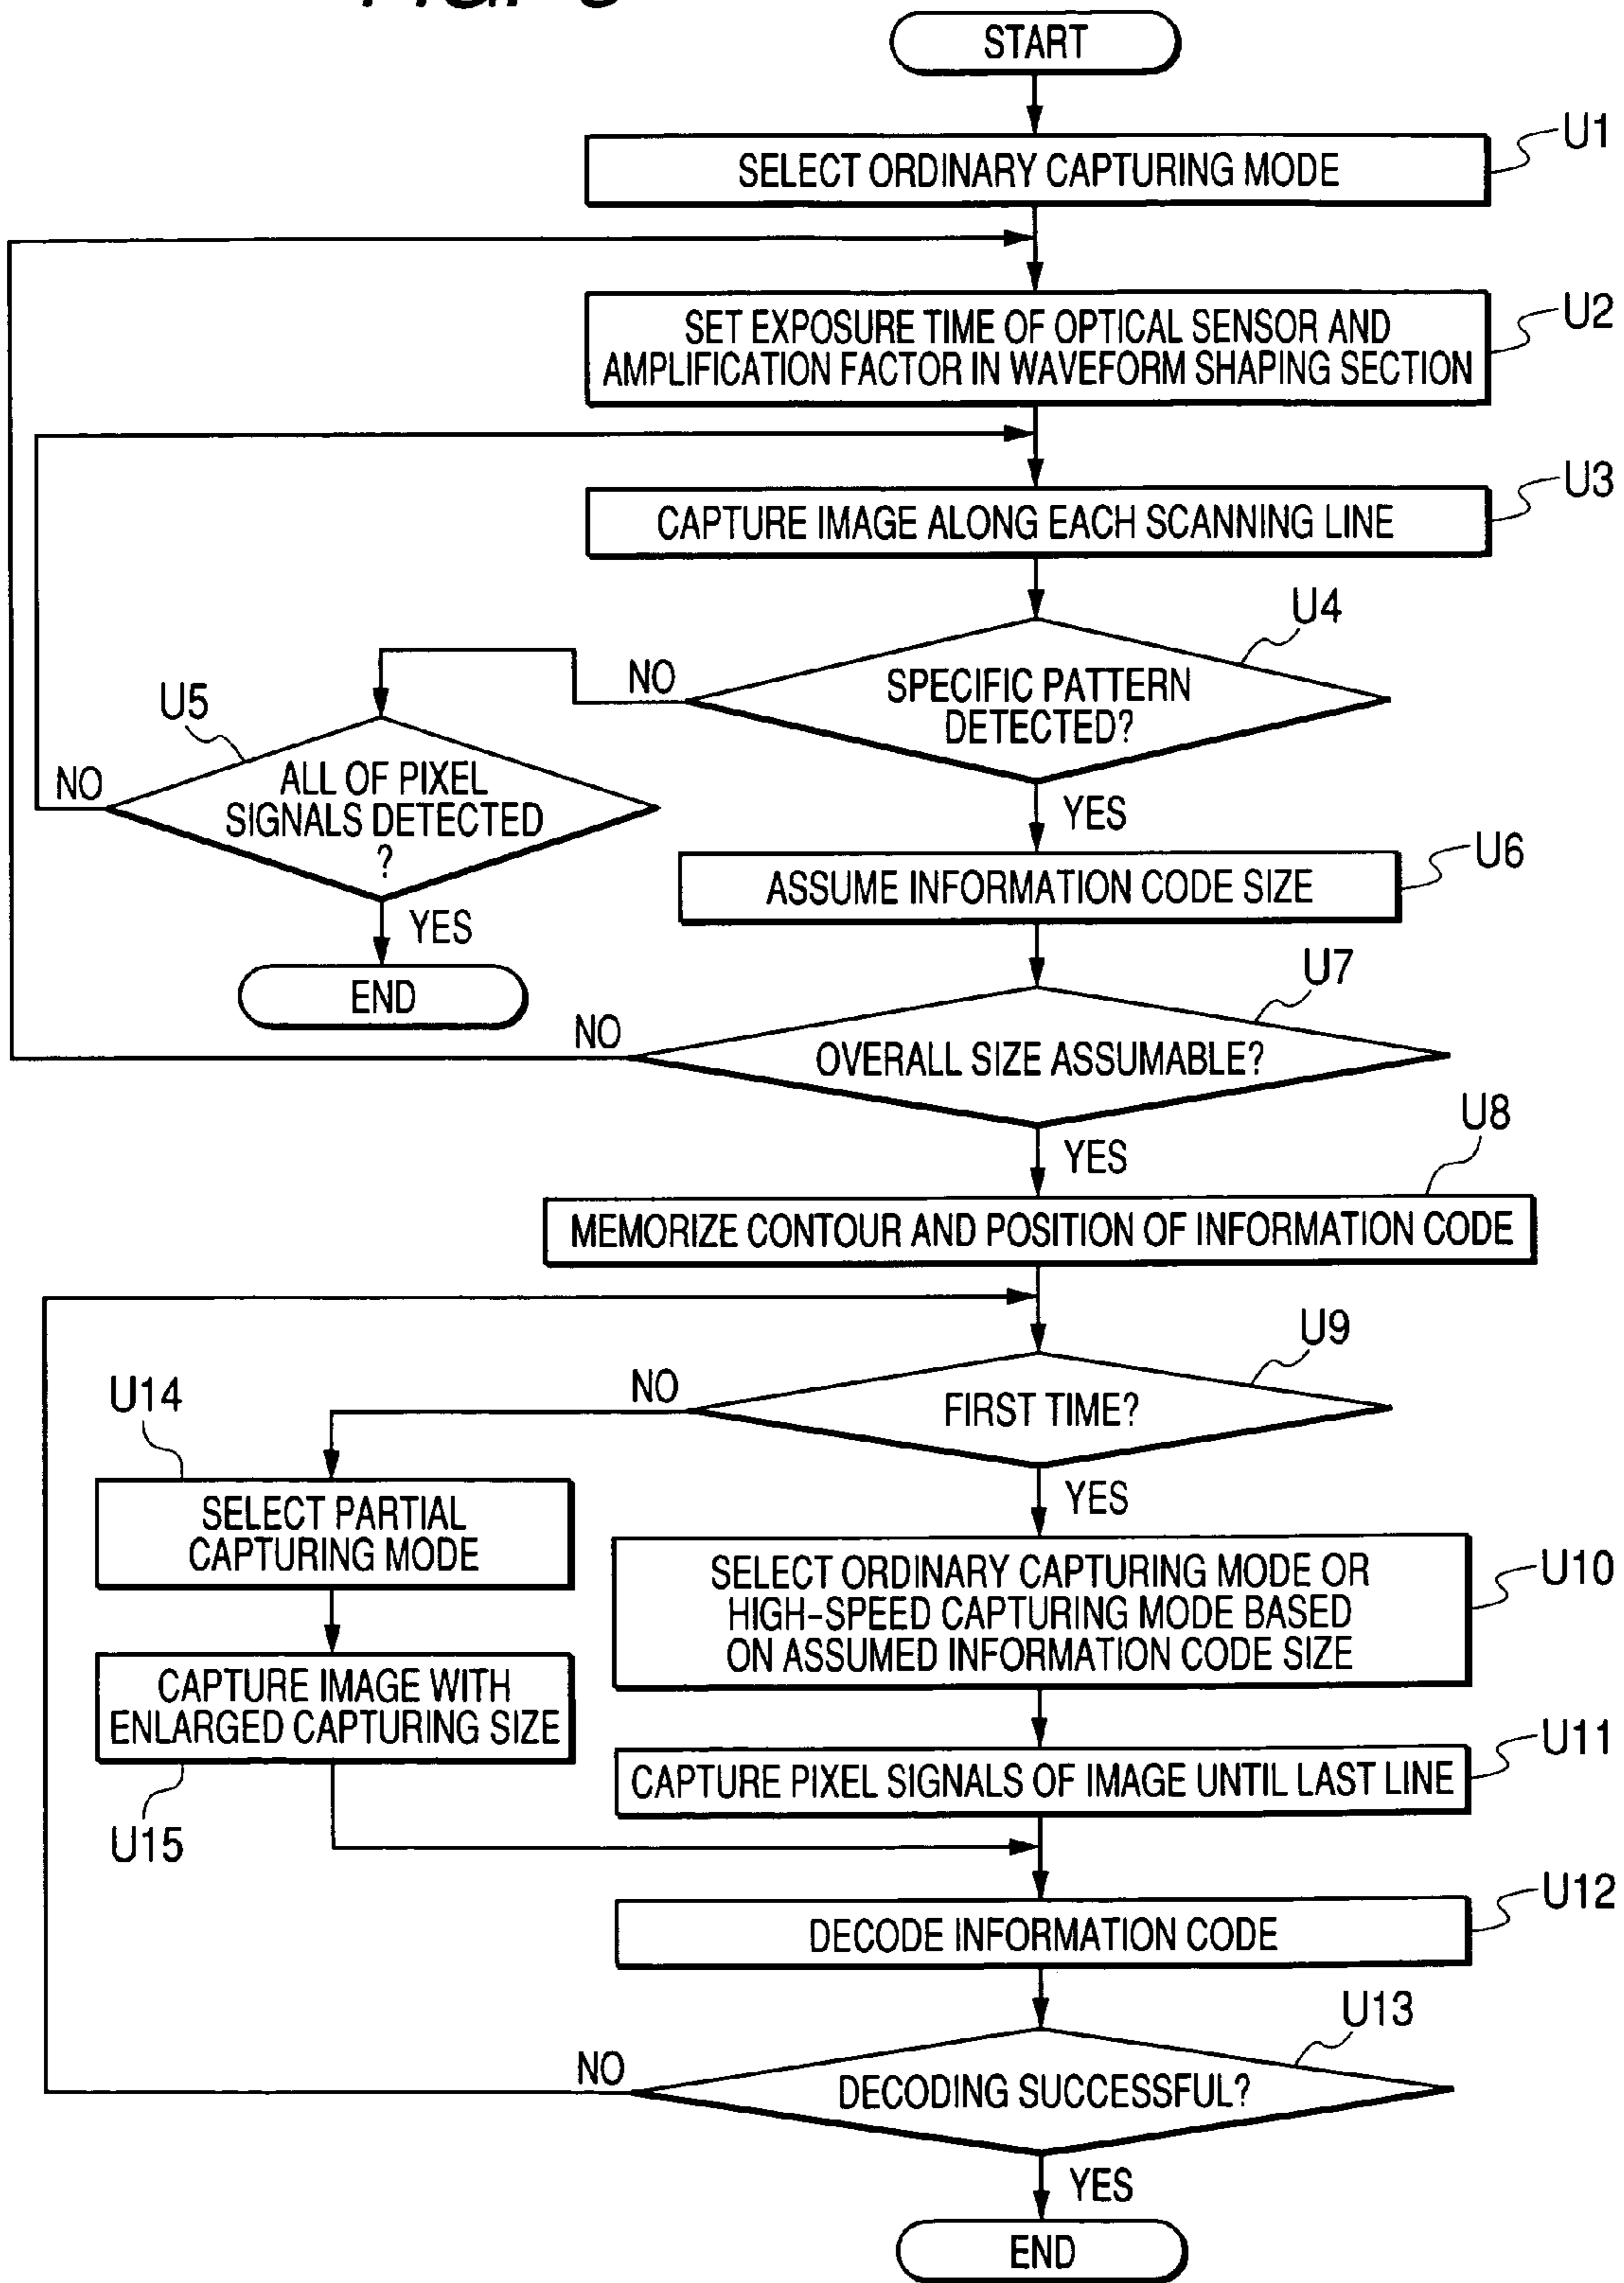 START
U1
SELECT ORDINARY CAPTURING MODE
U2
SET EXPOSURE TIME OF OPTICAL SENSOR AND
AMPLIFICATION FACTOR IN WAVEFORM SHAPING SECTION
U3
CAPTURE IMAGE ALONG EACH SCANNING LINE
U4
NO
SPECIFIC PATTERN
DETECTED?
U5
NO
ALL OF PIXEL
SIGNALS DETECTED
?
YES
YES
END
U6
ASSUME INFORMATION CODE SIZE
U7
NO
OVERALL SIZE ASSUMABLE?
YES
U8
MEMORIZE CONTOUR AND POSITION OF INFORMATION CODE
U9
NO
FIRST TIME?
YES
U14
SELECT PARTIAL
CAPTURING MODE
U10
SELECT ORDINARY CAPTURING MODE OR
HIGH-SPEED CAPTURING MODE BASED
ON ASSUMED INFORMATION CODE SIZE
CAPTURE IMAGE WITH
ENLARGED CAPTURING SIZE
U15
U11
CAPTURE PIXEL SIGNALS OF IMAGE UNTIL LAST LINE
U12
DECODE INFORMATION CODE
U13
NO
DECODING SUCCESSFUL?
YES
END